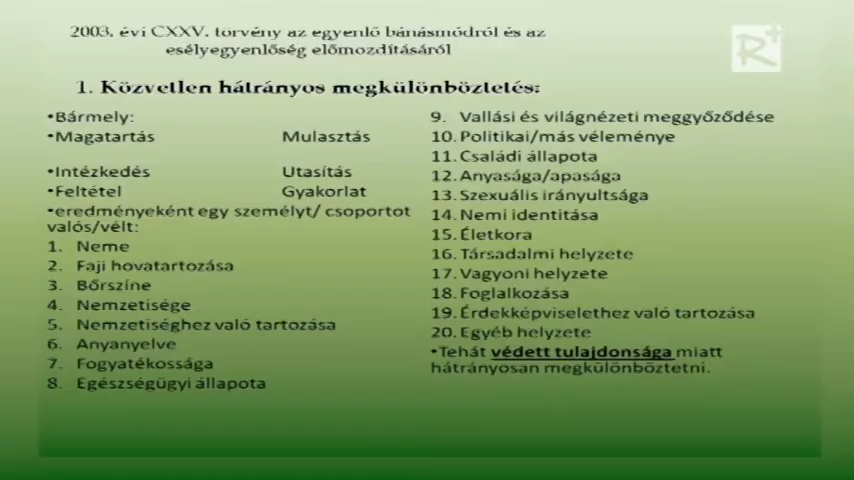 2003. évi CXXV. törvény az egyenlő bánásmódról és az
esélyegyenlőség előmozdításáról
R+
1. Közvetlen hátrányos megkülönböztetés:
•Bármely:
•Magatartás Mulasztás
•Intézkedés Utasítás
•Feltétel Gyakorlat
•eredményeként egy személyt/ csoportot
valós/vélt:
1. Neme
2. Faji hovatartozása
3. Bőrszíne
4. Nemzetisége
5. Nemzetiséghez való tartozása
6. Anyanyelve
7. Fogyatékossága
8. Egészségügyi állapota
9. Vallási és világnézeti meggyőződése
10. Politikai/más véleménye
11. Családi állapota
12. Anyasága/apasága
13. Szexuális irányultsága
14. Nemi identitása
15. Életkora
16. Társadalmi helyzete
17. Vagyoni helyzete
18. Foglalkozása
19. Érdekképviselethez való tartozása
20. Egyéb helyzete
•Tehát védett tulajdonsága miatt
hátrányosan megkülönböztetni.